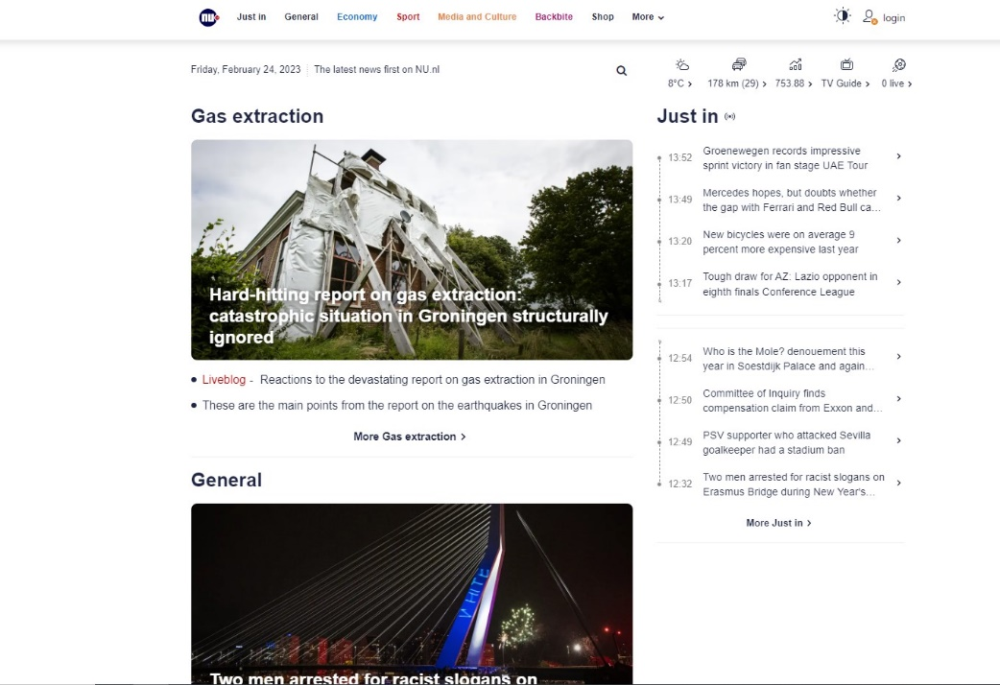 NU
Just in
General
Economy
Sport
Media and Culture
Backbite
Shop
More
login
Friday, February 24, 2023
The latest news first on NU.nl
8°C
178 km (29)
753.88
TV Guide
0 live
Gas extraction
Hard-hitting report on gas extraction:
catastrophic situation in Groningen structurally
ignored
Liveblog - Reactions to the devastating report on gas extraction in Groningen
These are the main points from the report on the earthquakes in Groningen
More Gas extraction
General
WHITE
Two men arrested for racist slogans on
Just in
13:52
Groenewegen records impressive
sprint victory in fan stage UAE Tour
13:49
Mercedes hopes, but doubts whether
the gap with Ferrari and Red Bull ca...
13:20
New bicycles were on average 9
percent more expensive last year
13:17
Tough draw for AZ: Lazio opponent in
eighth finals Conference League
12:54
Who is the Mole? denouement this
year in Soestdijk Palace and again...
12:50
Committee of Inquiry finds
compensation claim from Exxon and...
12:49
PSV supporter who attacked Sevilla
goalkeeper had a stadium ban
12:32
Two men arrested for racist slogans on
Erasmus Bridge during New Year's...
More Just in